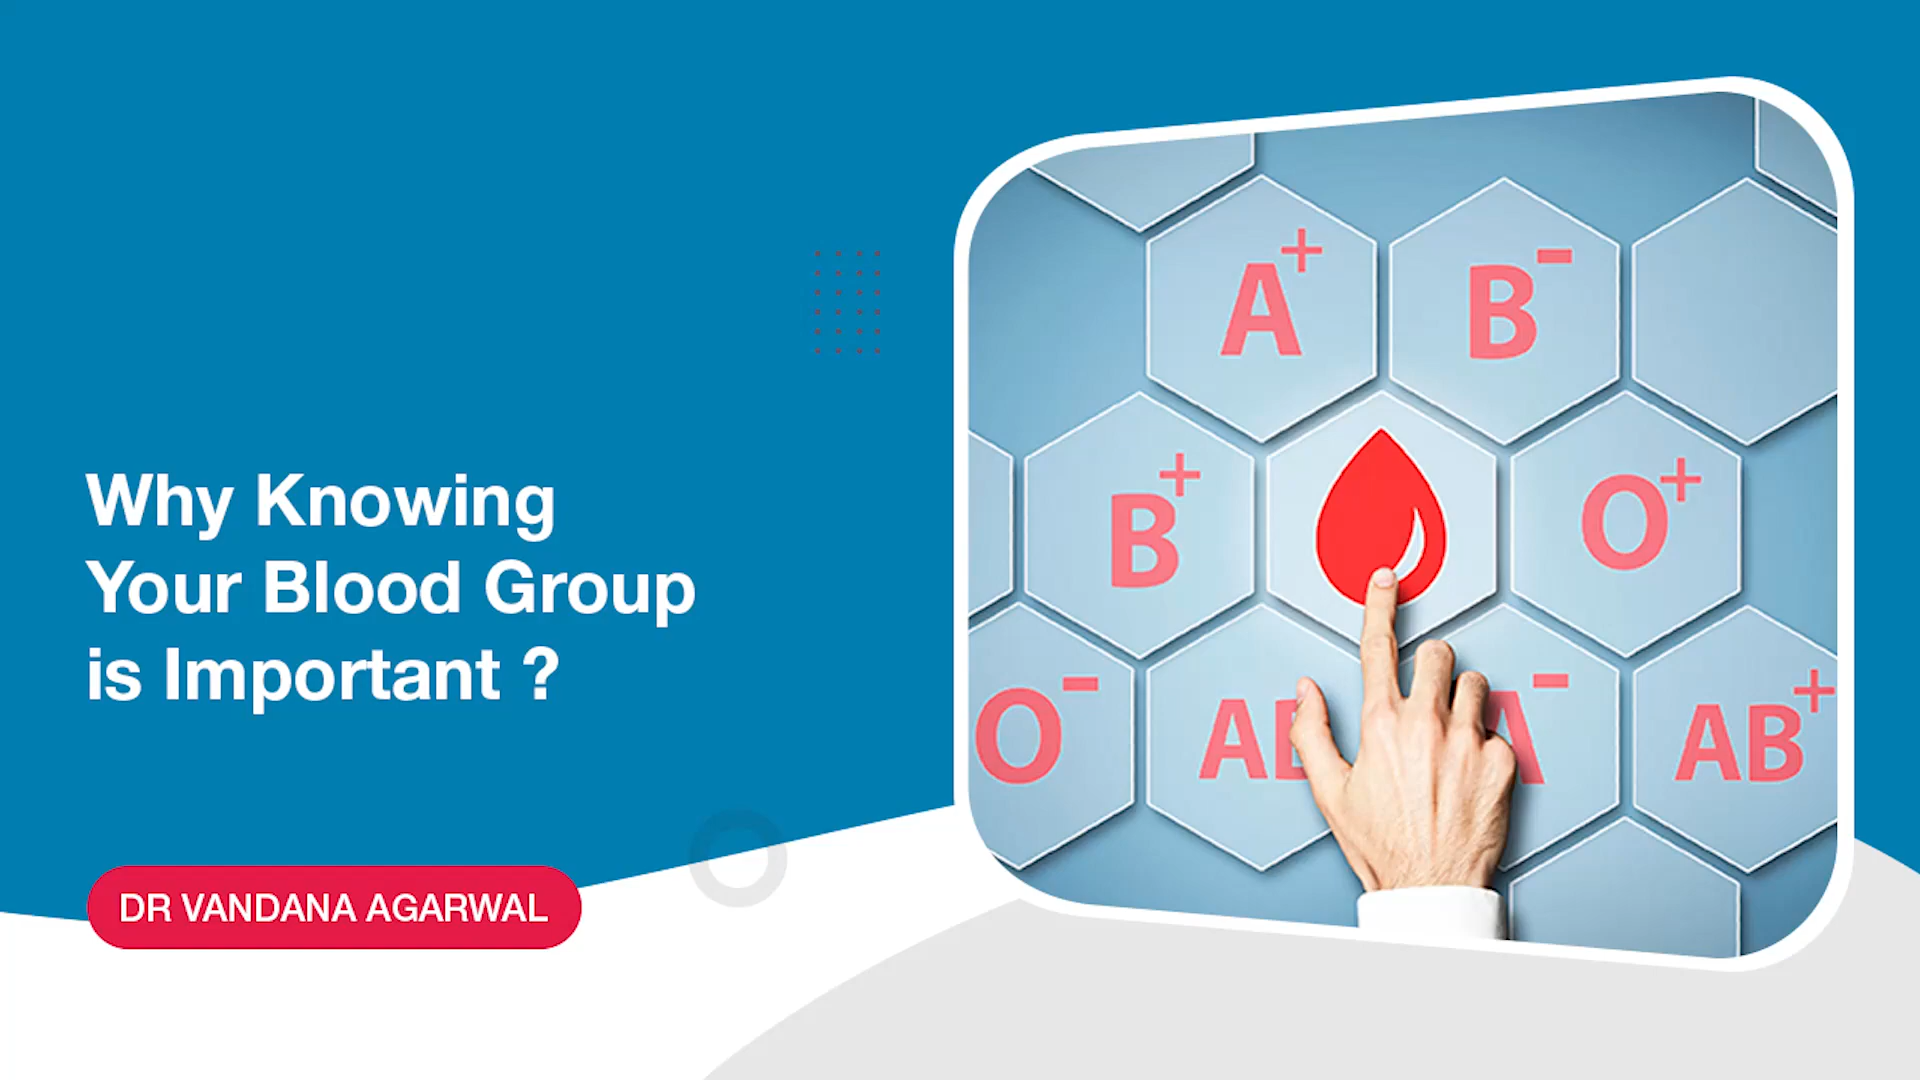 Why Knowing
Your Blood Group
is Important ?
DR VANDANA AGARWAL
A+
B-
B+
O+
O-
A-
AB+